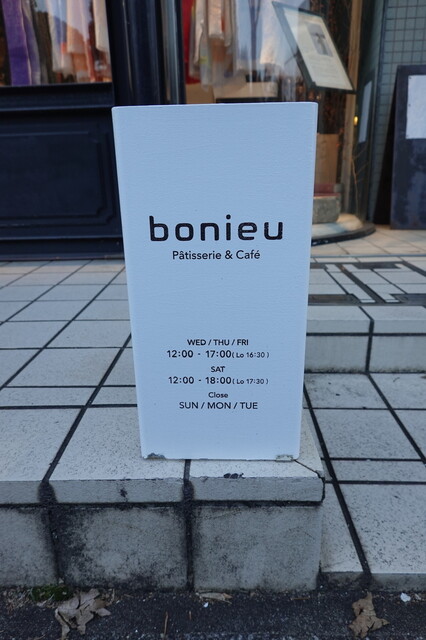 bonieu
Pâtisserie & Café
WED / THU / FRI
12:00 - 17:00 ( Lo 16:30 )
SAT
12:00 - 18:00 ( Lo 17:30 )
Close
SUN / MON / TUE